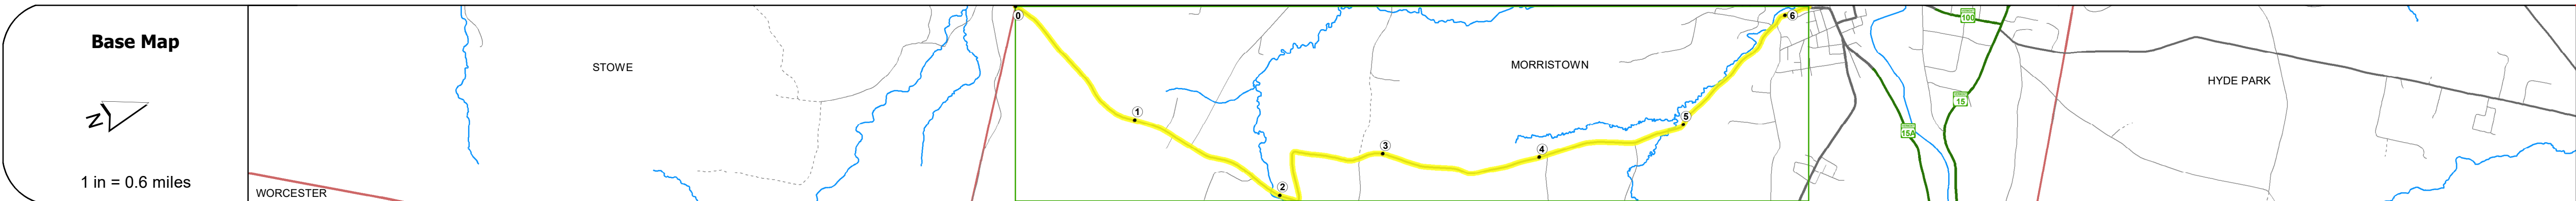 Base Map
N
1 in = 0.6 miles
WORCESTER
STOWE
0
1
2
3
4
5
6
MORRISTOWN
100
15
15A
HYDE PARK